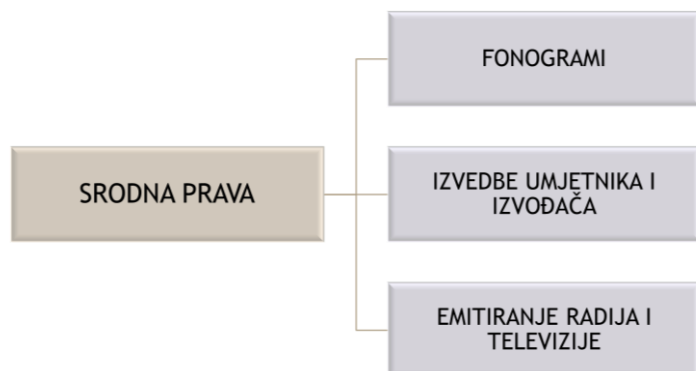 FONOGRAMI
SRODNA PRAVA
IZVEDBE UMJETNIKA I
IZVOĐAČA
EMITIRANJE RADIJA I
TELEVIZIJE